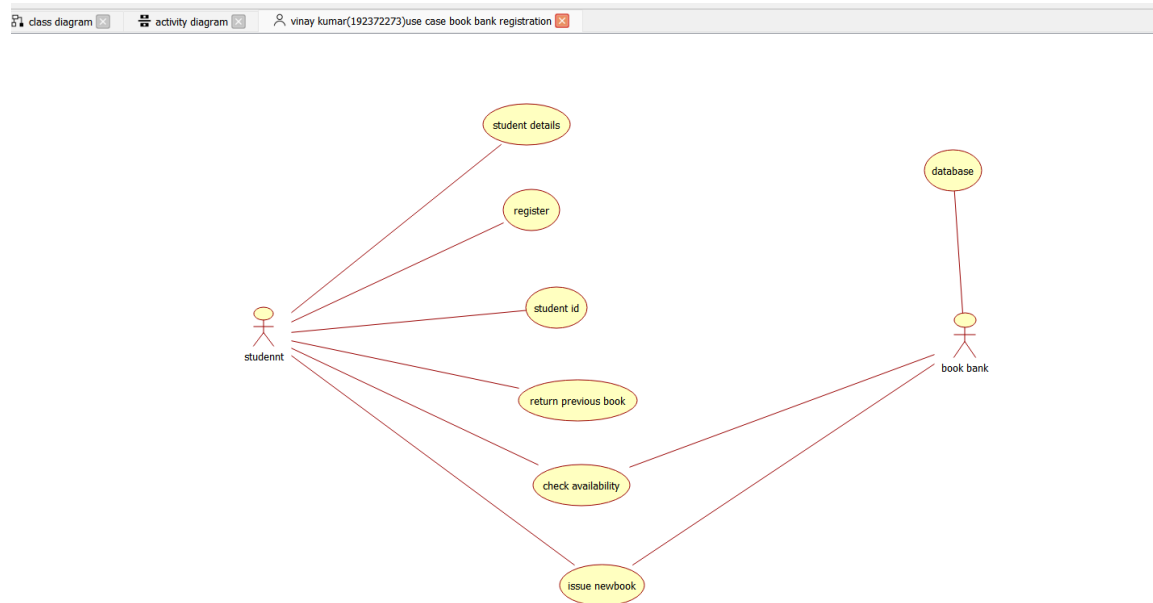 class diagram
activity diagram
vinay kumar(192372273)use case book bank registration
student details
database
register
student id
studennt
book bank
return previous book
check availability
issue newbook